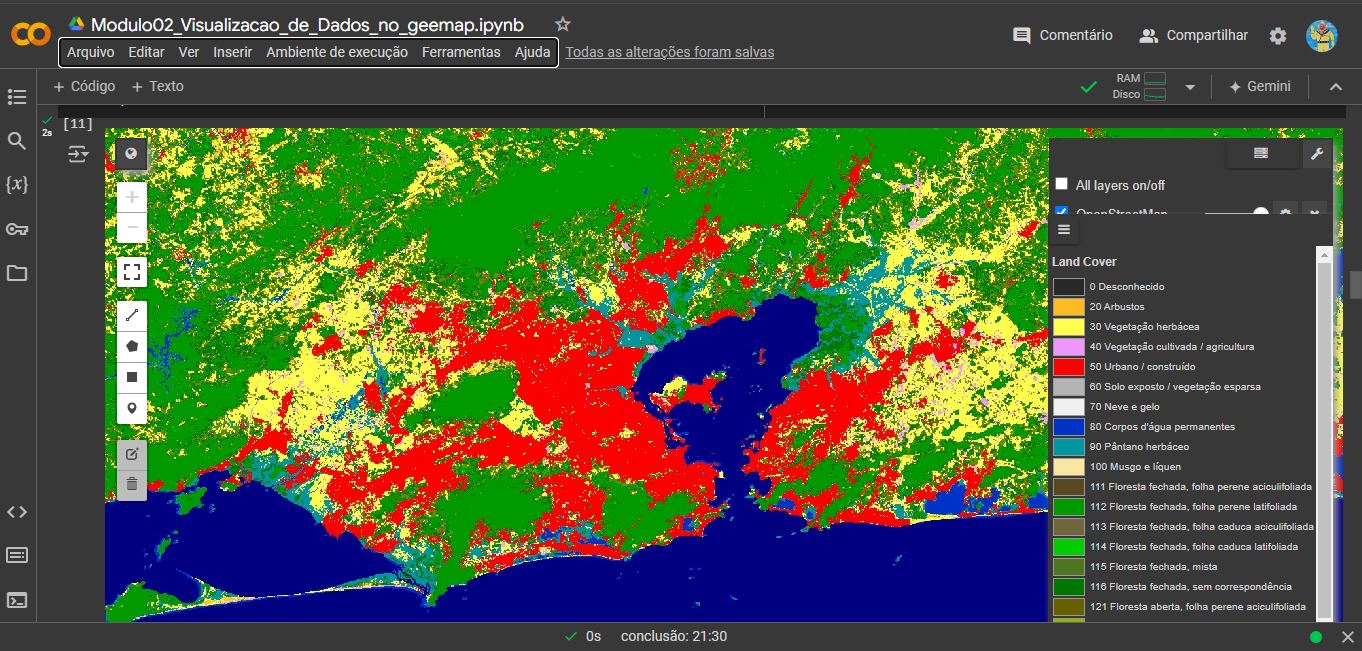 Modulo02_Visualizacao_de_Dados_no_geemap.ipynb
Arquivo Editar Ver Inserir Ambiente de execução Ferramentas Ajuda Todas as alterações foram salvas
Comentário Compartilhar
+ Código + Texto
RAM
Disco
Gemini
2s
[11]
{x}
All layers on/off
OpenStreetMap
Land Cover
0 Desconhecido
20 Arbustos
30 Vegetação herbácea
40 Vegetação cultivada / agricultura
50 Urbano / construído
60 Solo exposto / vegetação esparsa
70 Neve e gelo
80 Corpos d'água permanentes
90 Pântano herbáceo
100 Musgo e líquen
111 Floresta fechada, folha perene aciculifoliada
112 Floresta fechada, folha perene latifoliada
113 Floresta fechada, folha caduca aciculifoliada
114 Floresta fechada, folha caduca latifoliada
115 Floresta fechada, mista
116 Floresta fechada, sem correspondência
121 Floresta aberta, folha perene aciculifoliada
0s conclusão: 21:30